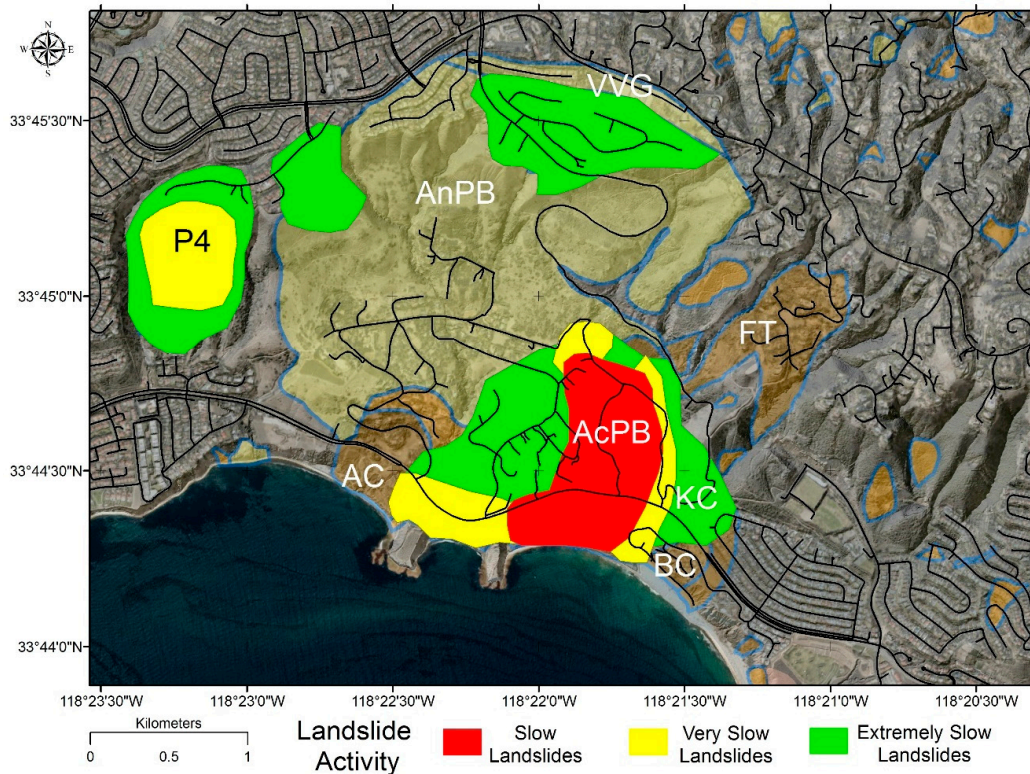 N
W E
S
VVG
33°45'30"N
AnPB
P4
33°45'0"N
FT
AcPB
33°44'30"N
AC
KC
BC
33°44'0"N
118°23'30"W 118°23'0"W 118°22'30"W 118°22'0"W 118°21'30"W 118°21'0"W 118°20'30"W
Kilometers
0 0.5 1
Landslide
Activity
Slow
Landslides
Very Slow
Landslides
Extremely Slow
Landslides